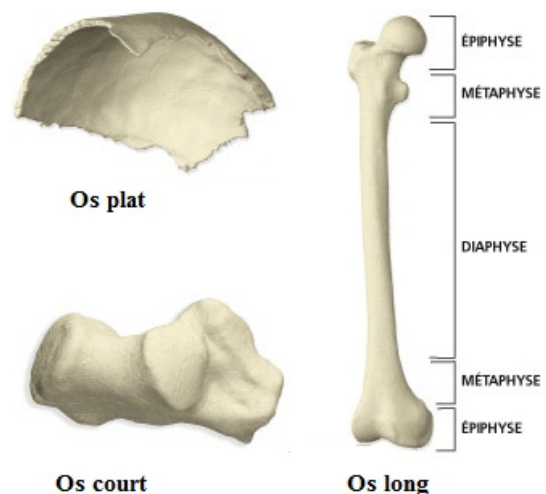 Os plat
Os court
ÉPIPHYSE
MÉTAPHYSE
DIAPHYSE
MÉTAPHYSE
ÉPIPHYSE
Os long